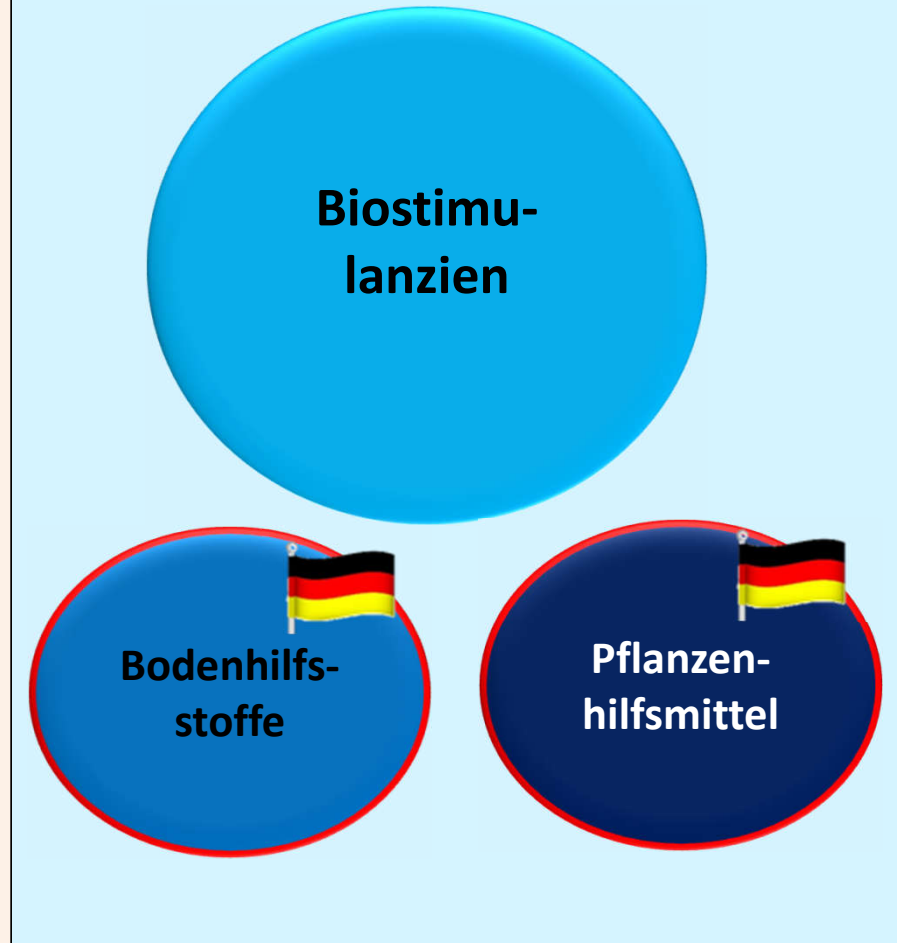 Biostimu-
lanzien
Bodenhilfs-
stoffe
Pflanzen-
hilfsmittel